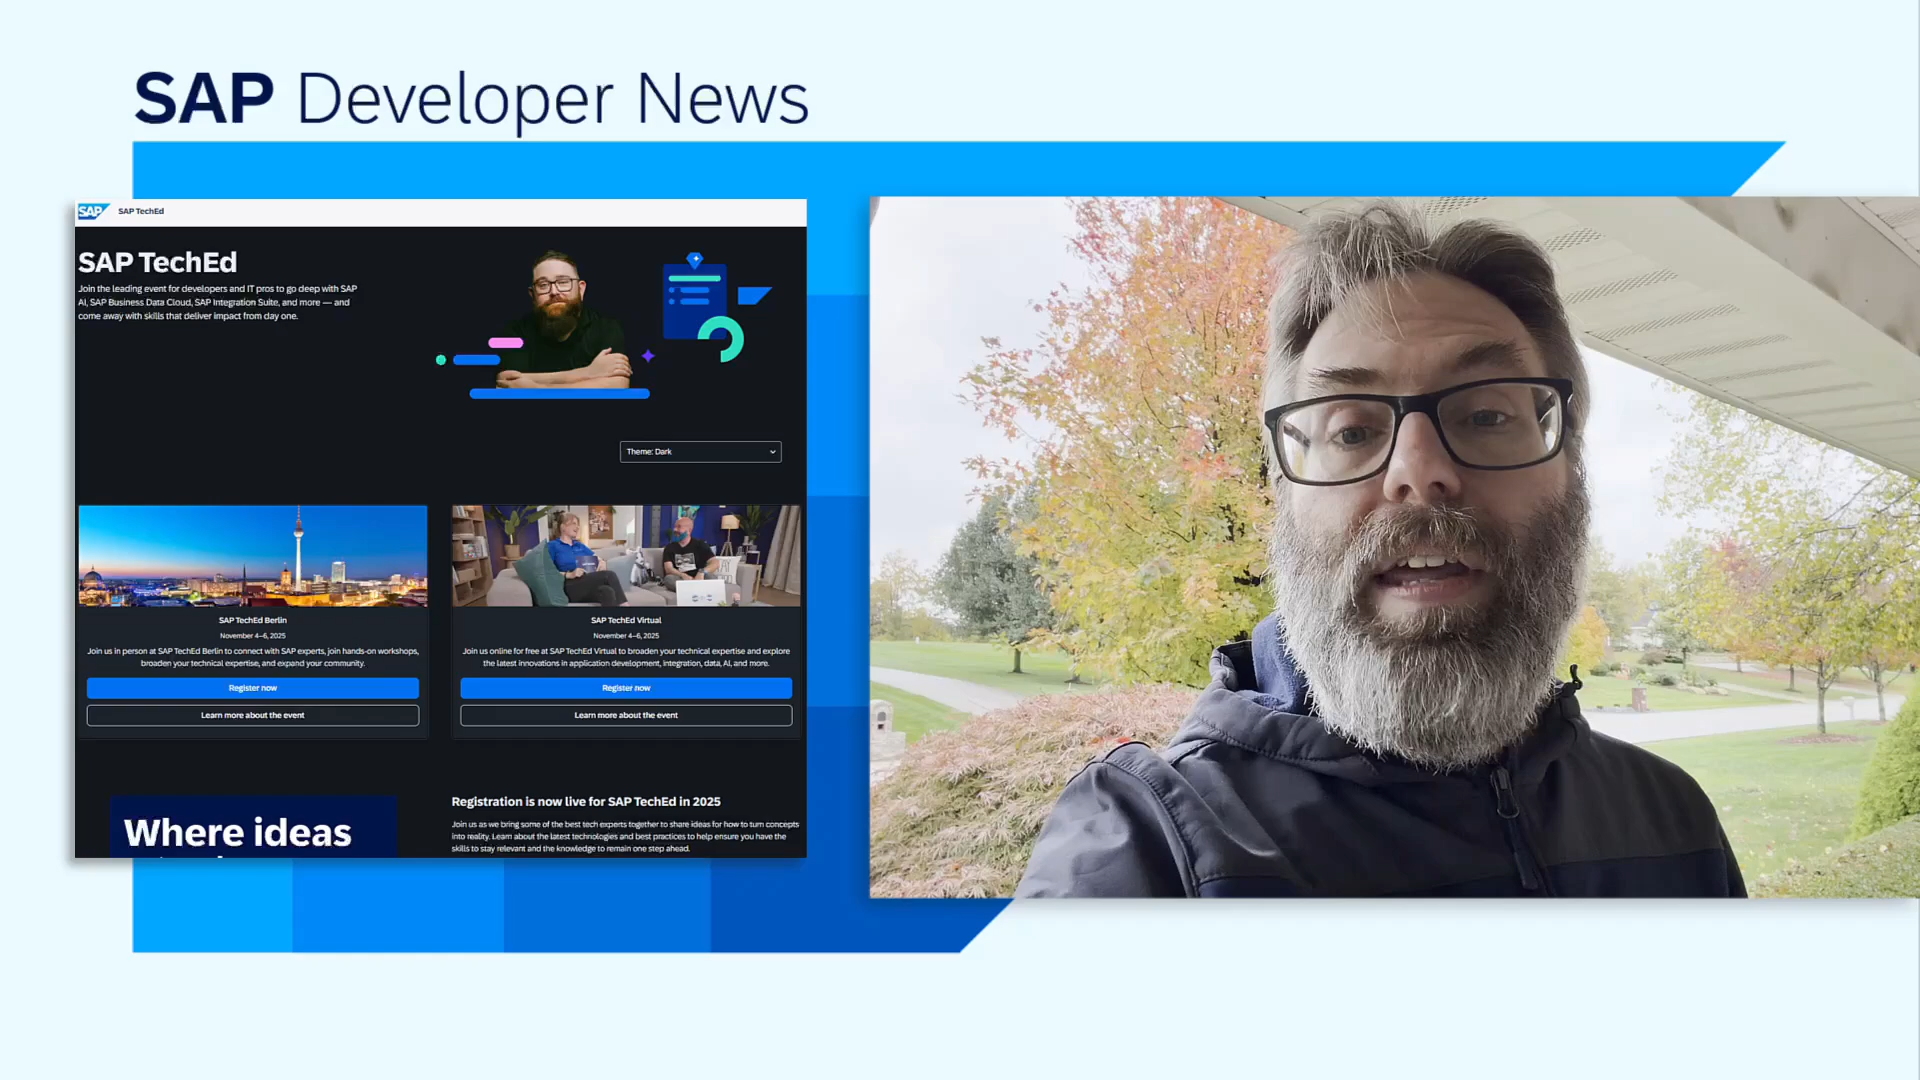 SAP Developer News
SAP SAP TechEd
SAP TechEd
Join the leading event for developers and IT pros to go deep with SAP
AI, SAP Business Data Cloud, SAP Integration Suite, and more — and
come away with skills that deliver impact from day one.
Theme: Dark
SAP TechEd Berlin
November 4–6, 2025
Join us in person at SAP TechEd Berlin to connect with SAP experts, join hands-on workshops,
broaden your technical expertise, and expand your community.
Register now
Learn more about the event
SAP TechEd Virtual
November 4–6, 2025
Join us online for free at SAP TechEd Virtual to broaden your technical expertise and explore
the latest innovations in application development, integration, data, AI, and more.
Register now
Learn more about the event
Where ideas
Registration is now live for SAP TechEd in 2025
Join us as we bring some of the best tech experts together to share ideas for how to turn concepts
into reality. Learn about the latest technologies and best practices to help ensure you have the
skills to stay relevant and the knowledge to remain one step ahead.